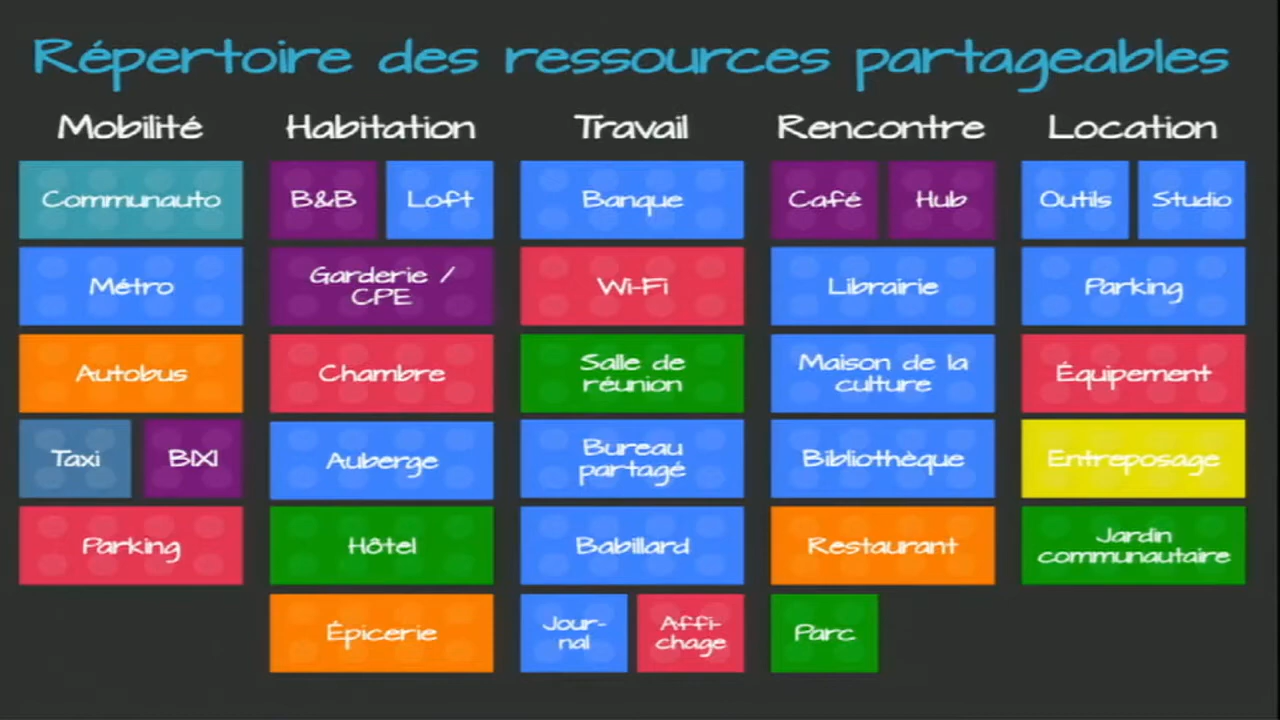 Répertoire des ressources partageables
Mobilité
Habitation
Travail
Rencontre
Location
Communauto
B&B
Loft
Banque
Café
Hub
Outils
Studio
Métro
Garderie /
CPE
Wi-Fi
Librairie
Parking
Autobus
Chambre
Salle de
réunion
Maison de la
culture
Équipement
Taxi
BIXI
Auberge
Bureau
partagé
Bibliothèque
Entreposage
Parking
Hôtel
Babillard
Restaurant
Jardin
communautaire
Épicerie
Jour-
nal
Affi-
chage
Parc